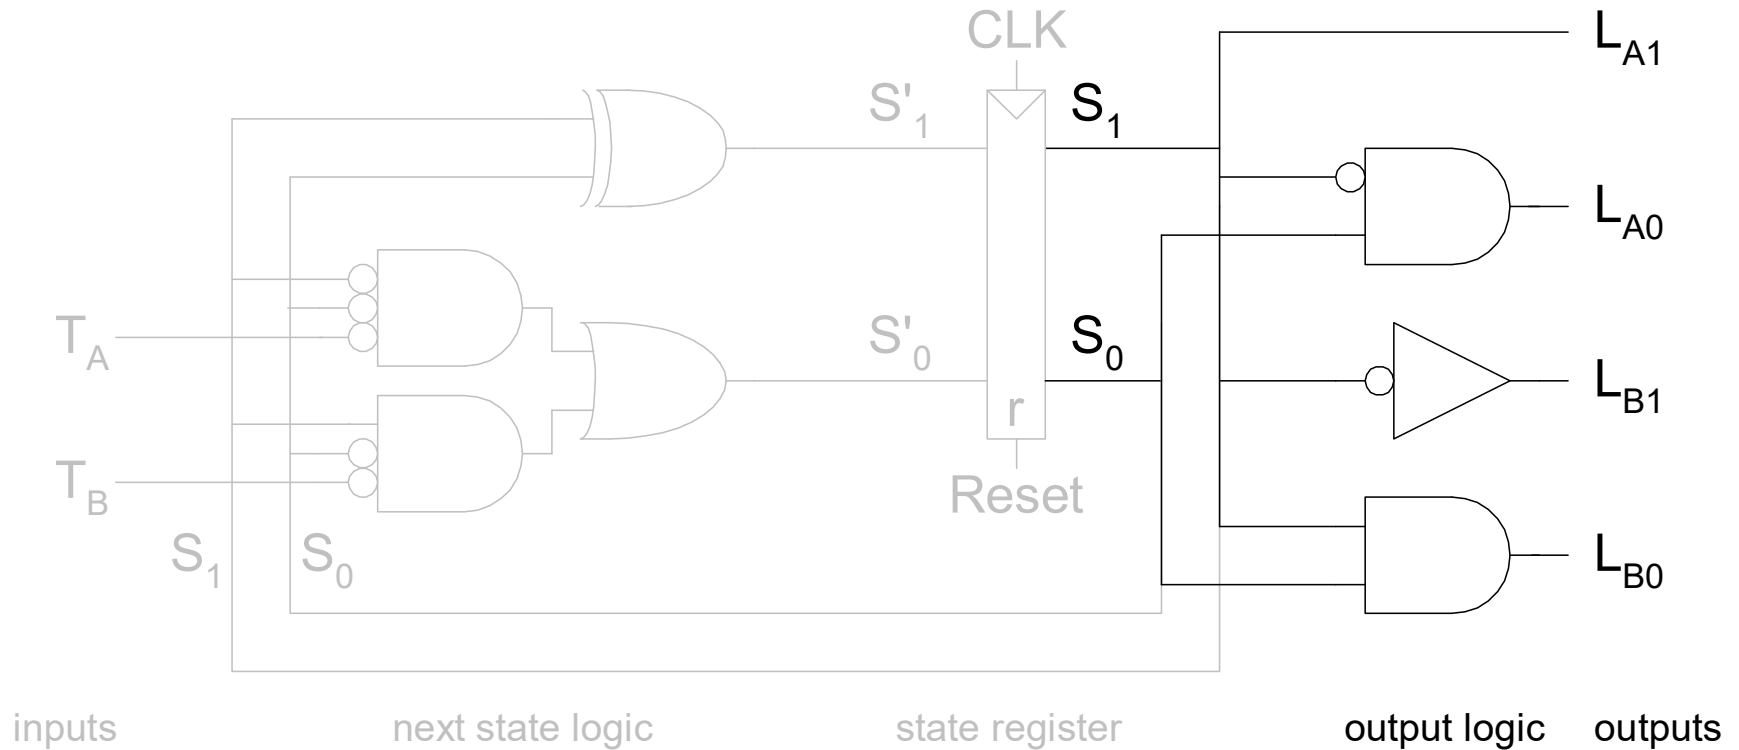 CLK
L_A1
S'_1
S_1
L_A0
T_A
S'_0
S_0
L_B1
r
T_B
Reset
S_1
S_0
L_B0
inputs
next state logic
state register
output logic
outputs